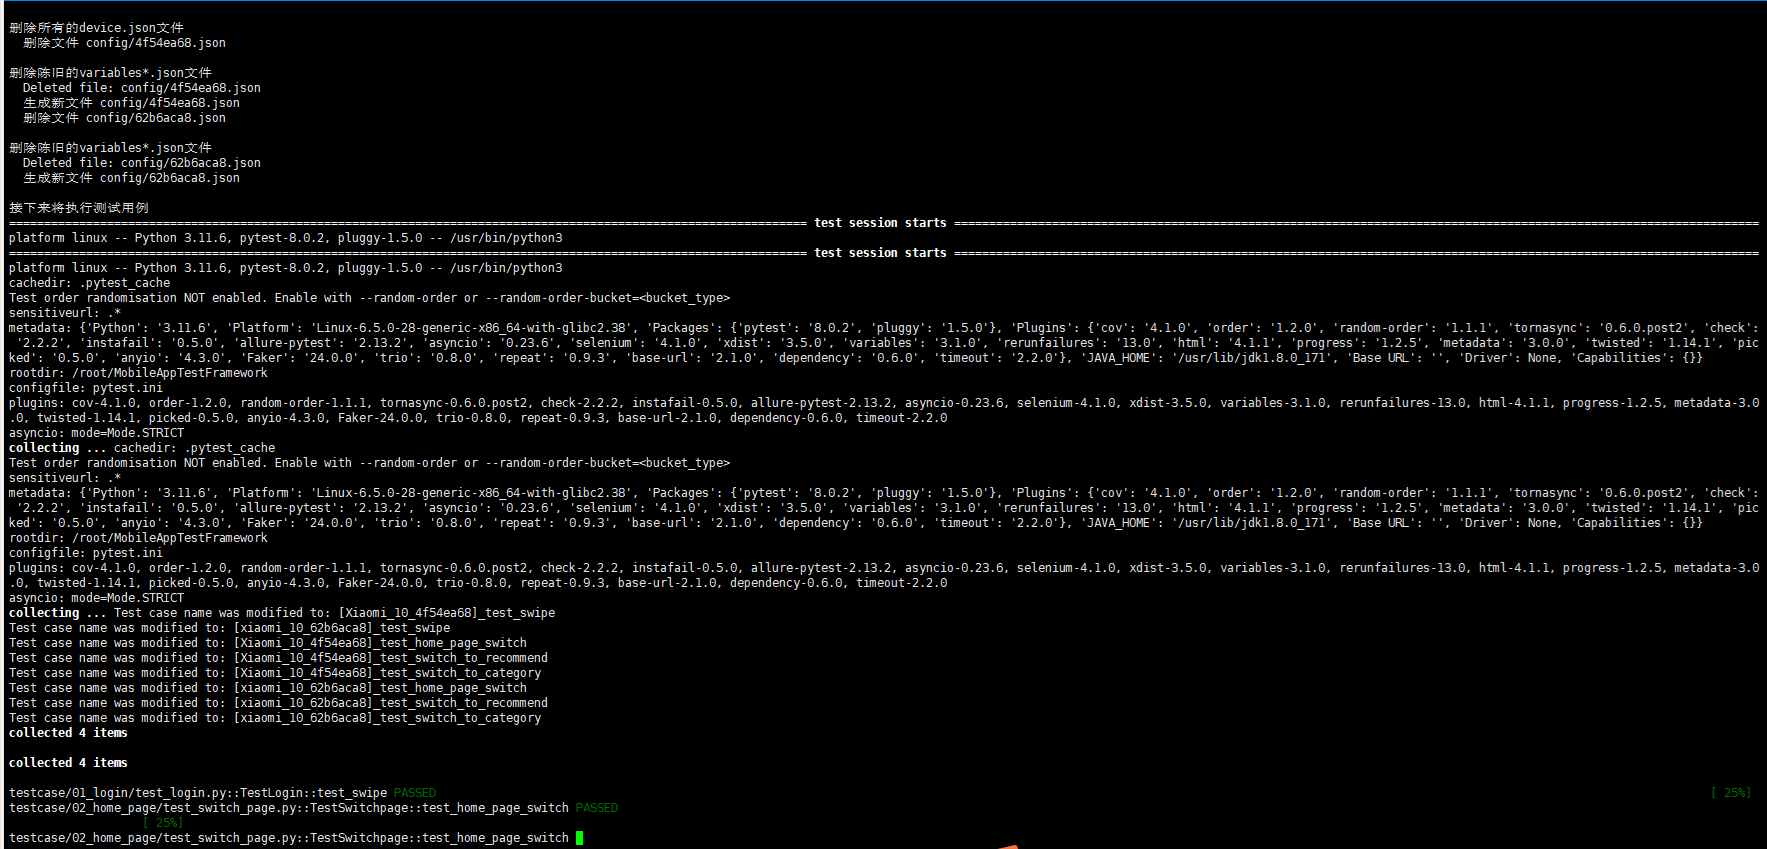 删除所有的device.json文件
删除文件 config/4f54ea68.json
删除陈旧的variables*.json文件
Deleted file: config/4f54ea68.json
生成新文件 config/4f54ea68.json
删除文件 config/62b6aca8.json
删除陈旧的variables*.json文件
Deleted file: config/62b6aca8.json
生成新文件 config/62b6aca8.json
接下来将执行测试用例
=================================================================================================================== test session starts ===================================================================================================================
platform linux -- Python 3.11.6, pytest-8.0.2, pluggy-1.5.0 -- /usr/bin/python3
=================================================================================================================== test session starts ===================================================================================================================
platform linux -- Python 3.11.6, pytest-8.0.2, pluggy-1.5.0 -- /usr/bin/python3
cachedir: .pytest_cache
Test order randomisation NOT enabled. Enable with --random-order or --random-order-bucket=<bucket_type>
sensitiveurl: .*
metadata: {'Python': '3.11.6', 'Platform': 'Linux-6.5.0-28-generic-x86_64-with-glibc2.38', 'Packages': {'pytest': '8.0.2', 'pluggy': '1.5.0'}, 'Plugins': {'cov': '4.1.0', 'order': '1.2.0', 'random-order': '1.1.1', 'tornasync': '0.6.0.post2', 'check':
'2.2.2', 'instafail': '0.5.0', 'allure-pytest': '2.13.2', 'asyncio': '0.23.6', 'selenium': '4.1.0', 'xdist': '3.5.0', 'variables': '3.1.0', 'rerunfailures': '13.0', 'html': '4.1.1', 'progress': '1.2.5', 'metadata': '3.0.0', 'twisted': '1.14.1', 'pic
ked': '0.5.0', 'anyio': '4.3.0', 'Faker': '24.0.0', 'trio': '0.8.0', 'repeat': '0.9.3', 'base-url': '2.1.0', 'dependency': '0.6.0', 'timeout': '2.2.0'}, 'JAVA_HOME': '/usr/lib/jdk1.8.0_171', 'Base URL': '', 'Driver': None, 'Capabilities': {}}
rootdir: /root/MobileAppTestFramework
configfile: pytest.ini
plugins: cov-4.1.0, order-1.2.0, random-order-1.1.1, tornasync-0.6.0.post2, check-2.2.2, instafail-0.5.0, allure-pytest-2.13.2, asyncio-0.23.6, selenium-4.1.0, xdist-3.5.0, variables-3.1.0, rerunfailures-13.0, html-4.1.1, progress-1.2.5, metadata-3.0
.0, twisted-1.14.1, picked-0.5.0, anyio-4.3.0, Faker-24.0.0, trio-0.8.0, repeat-0.9.3, base-url-2.1.0, dependency-0.6.0, timeout-2.2.0
asyncio: mode=Mode.STRICT
collecting ... cachedir: .pytest_cache
Test order randomisation NOT enabled. Enable with --random-order or --random-order-bucket=<bucket_type>
sensitiveurl: .*
metadata: {'Python': '3.11.6', 'Platform': 'Linux-6.5.0-28-generic-x86_64-with-glibc2.38', 'Packages': {'pytest': '8.0.2', 'pluggy': '1.5.0'}, 'Plugins': {'cov': '4.1.0', 'order': '1.2.0', 'random-order': '1.1.1', 'tornasync': '0.6.0.post2', 'check':
'2.2.2', 'instafail': '0.5.0', 'allure-pytest': '2.13.2', 'asyncio': '0.23.6', 'selenium': '4.1.0', 'xdist': '3.5.0', 'variables': '3.1.0', 'rerunfailures': '13.0', 'html': '4.1.1', 'progress': '1.2.5', 'metadata': '3.0.0', 'twisted': '1.14.1', 'pic
ked': '0.5.0', 'anyio': '4.3.0', 'Faker': '24.0.0', 'trio': '0.8.0', 'repeat': '0.9.3', 'base-url': '2.1.0', 'dependency': '0.6.0', 'timeout': '2.2.0'}, 'JAVA_HOME': '/usr/lib/jdk1.8.0_171', 'Base URL': '', 'Driver': None, 'Capabilities': {}}
rootdir: /root/MobileAppTestFramework
configfile: pytest.ini
plugins: cov-4.1.0, order-1.2.0, random-order-1.1.1, tornasync-0.6.0.post2, check-2.2.2, instafail-0.5.0, allure-pytest-2.13.2, asyncio-0.23.6, selenium-4.1.0, xdist-3.5.0, variables-3.1.0, rerunfailures-13.0, html-4.1.1, progress-1.2.5, metadata-3.0
.0, twisted-1.14.1, picked-0.5.0, anyio-4.3.0, Faker-24.0.0, trio-0.8.0, repeat-0.9.3, base-url-2.1.0, dependency-0.6.0, timeout-2.2.0
asyncio: mode=Mode.STRICT
collecting ... Test case name was modified to: [Xiaomi_10_4f54ea68]_test_swipe
Test case name was modified to: [xiaomi_10_62b6aca8]_test_swipe
Test case name was modified to: [Xiaomi_10_4f54ea68]_test_home_page_switch
Test case name was modified to: [Xiaomi_10_4f54ea68]_test_switch_to_recommend
Test case name was modified to: [Xiaomi_10_4f54ea68]_test_switch_to_category
Test case name was modified to: [xiaomi_10_62b6aca8]_test_home_page_switch
Test case name was modified to: [xiaomi_10_62b6aca8]_test_switch_to_recommend
Test case name was modified to: [xiaomi_10_62b6aca8]_test_switch_to_category
collected 4 items
collected 4 items
testcase/01_login/test_login.py::TestLogin::test_swipe PASSED [ 25%]
testcase/02_home_page/test_switch_page.py::TestSwitchpage::test_home_page_switch PASSED
[ 25%]
testcase/02_home_page/test_switch_page.py::TestSwitchpage::test_home_page_switch